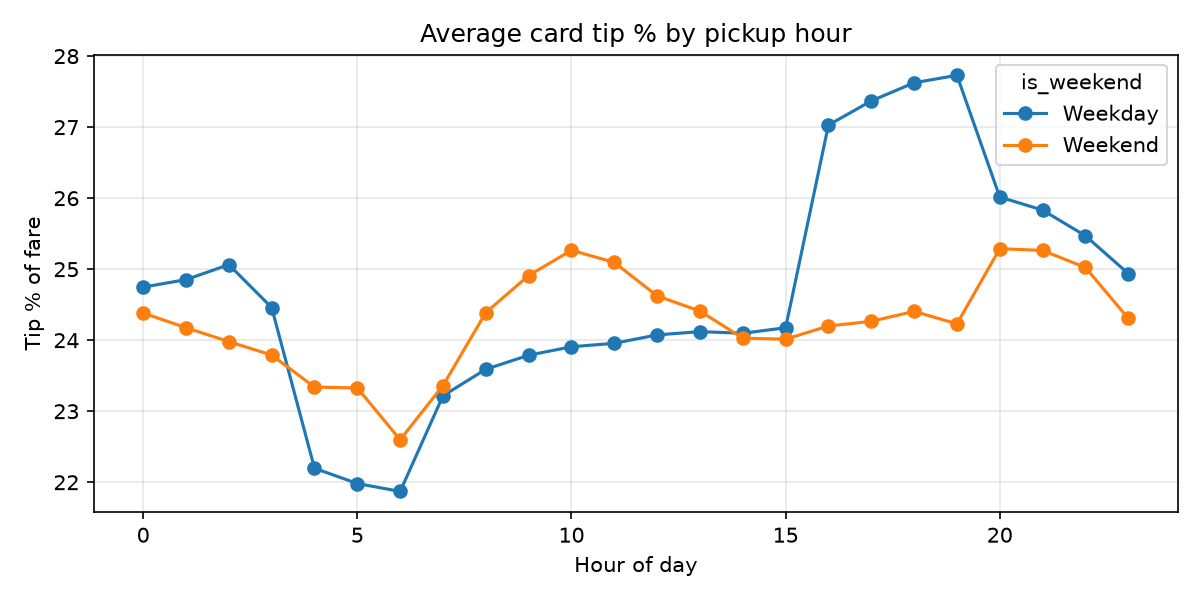 Average card tip % by pickup hour
28
27
26
25
24
23
22
Tip % of fare
is_weekend
Weekday
Weekend
0 5 10 15 20
Hour of day